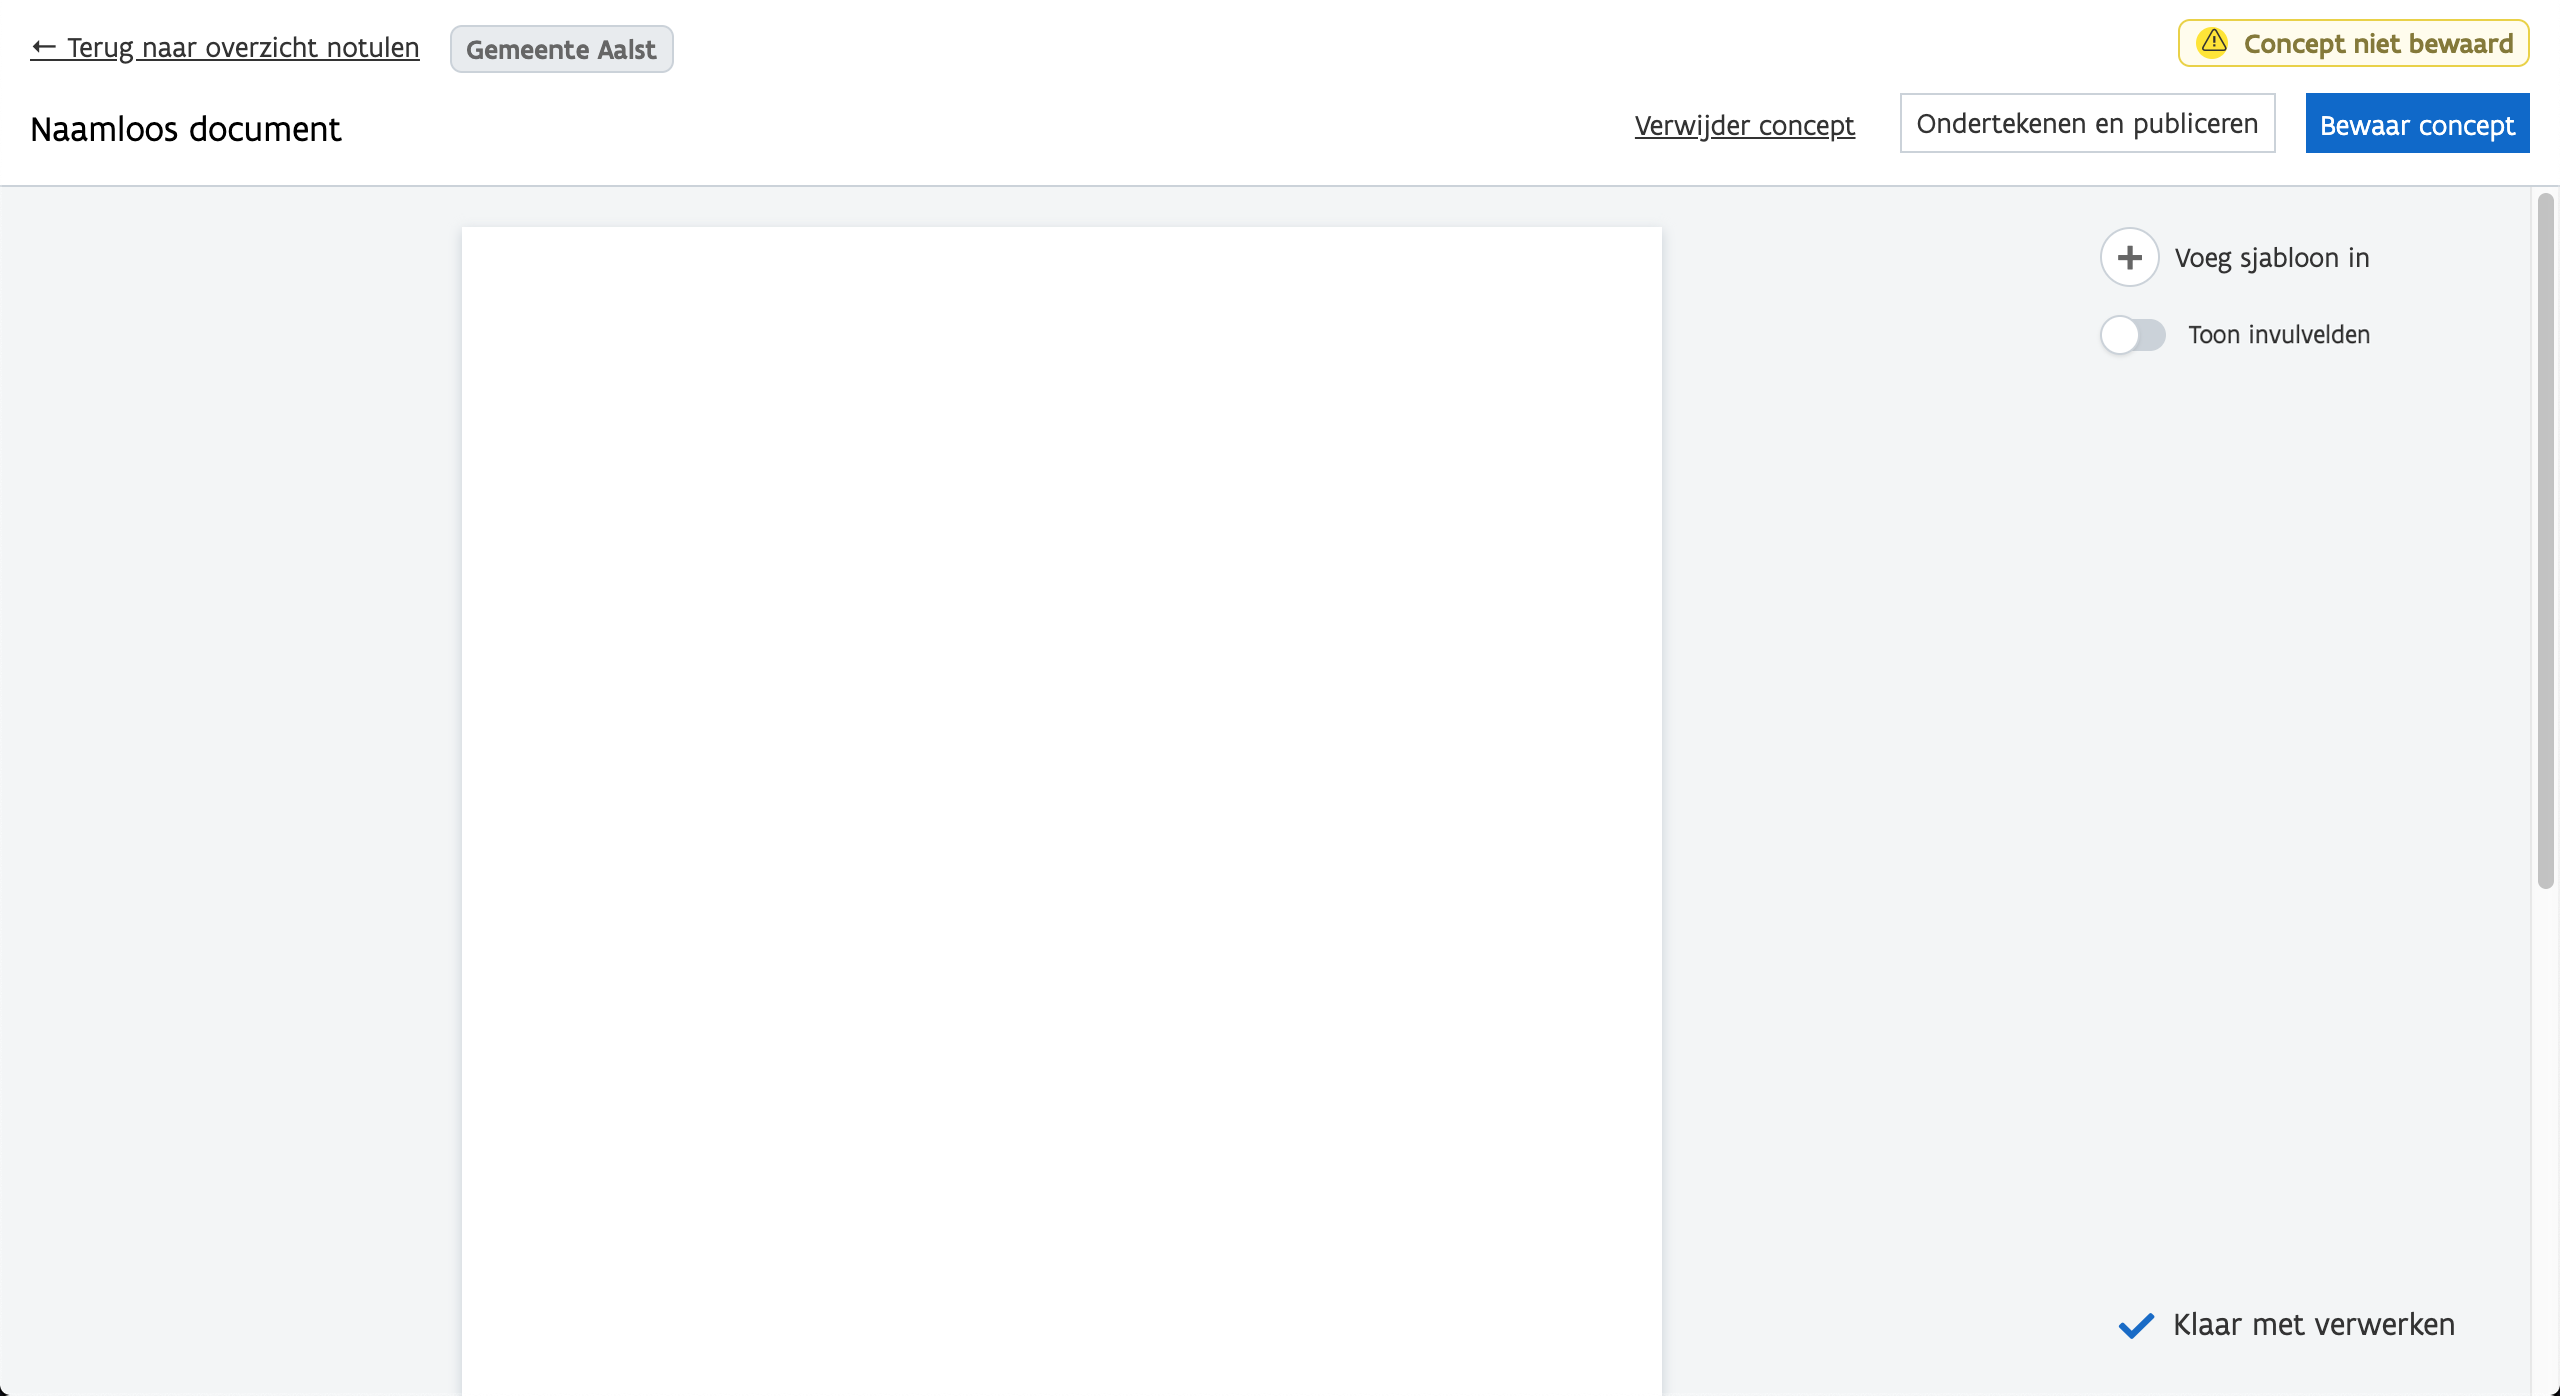 ← Terug naar overzicht notulen
Gemeente Aalst
Concept niet bewaard
Naamloos document
Verwijder concept
Ondertekenen en publiceren
Bewaar concept
Voeg sjabloon in
Toon invulvelden
Klaar met verwerken